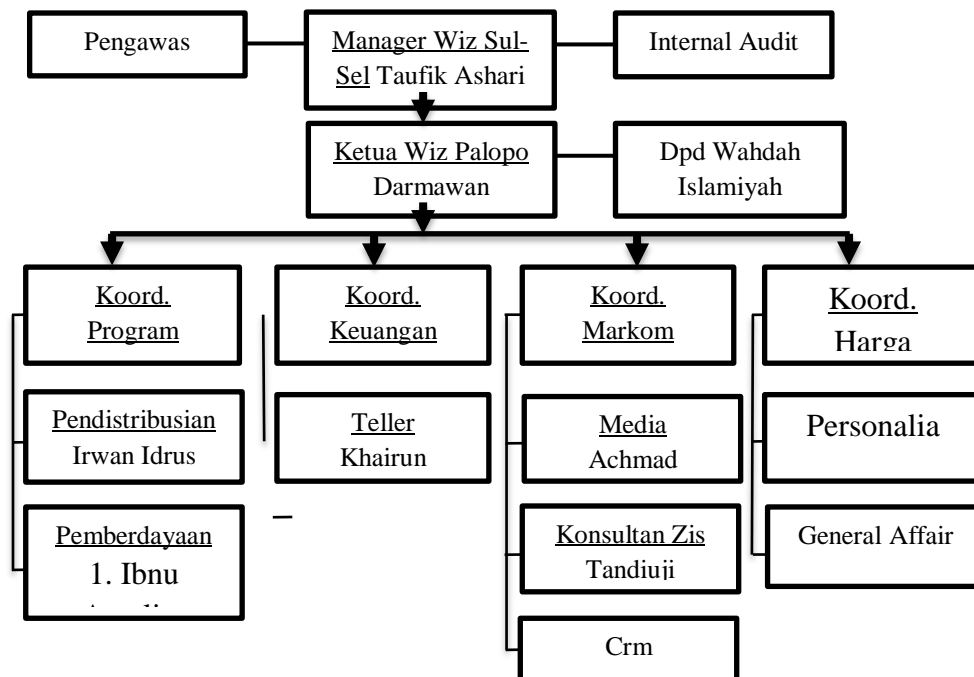 Pengawas
Manager Wiz Sul-
Sel Taufik Ashari
Internal Audit
Ketua Wiz Palopo
Darmawan
Dpd Wahdah
Islamiyah
Koord.
Program
Koord.
Keuangan
Koord.
Markom
Koord.
Harga
Pendistribusian
Irwan Idrus
Teller
Khairun
Media
Achmad
Personalia
Pemberdayaan
1. Ibnu
Konsultan Zis
Tandiuji
General Affair
Crm